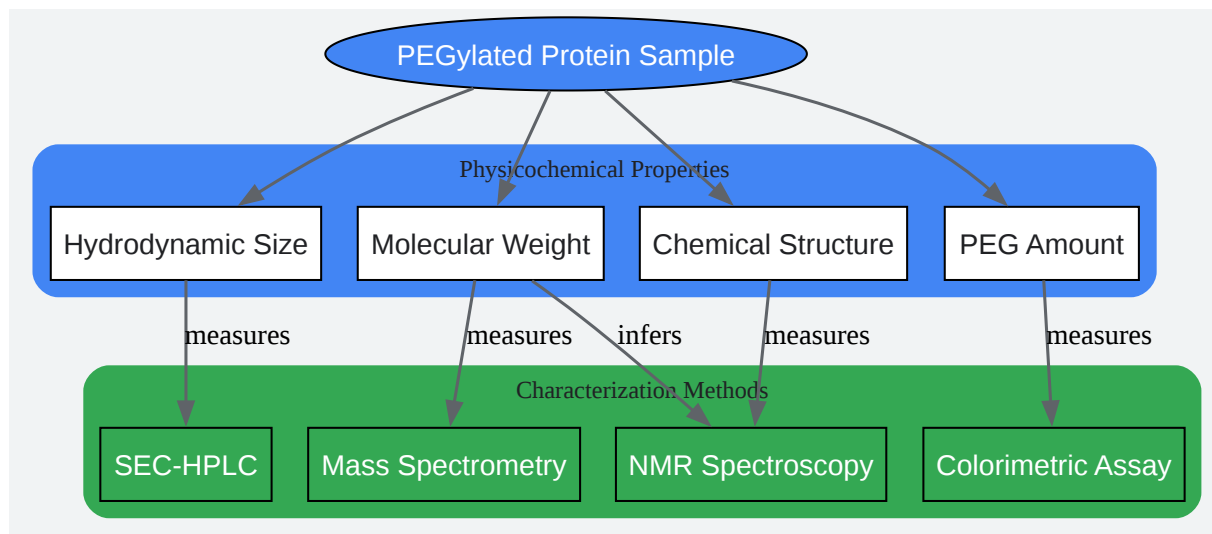 PEGylated Protein Sample
Physicochemical Properties
Hydrodynamic Size
Molecular Weight
Chemical Structure
PEG Amount
measures
measures
infers
measures
measures
Characterization Methods
SEC-HPLC
Mass Spectrometry
NMR Spectroscopy
Colorimetric Assay